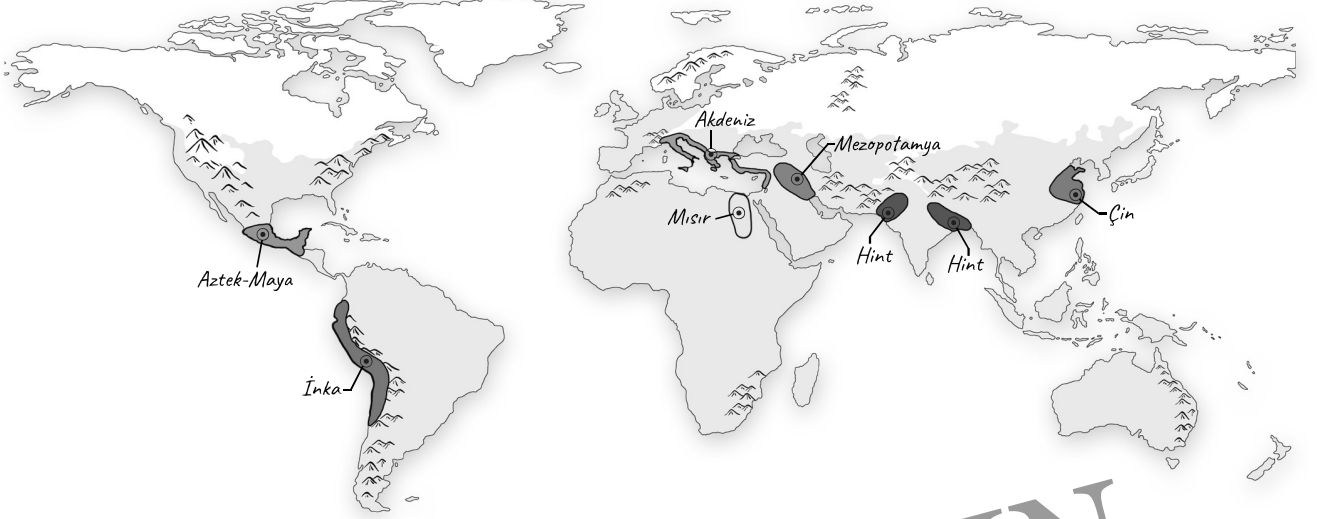 Akdeniz
Mezopotamya
Mısır
Hint
Hint
Çin
Aztek-Maya
İnka